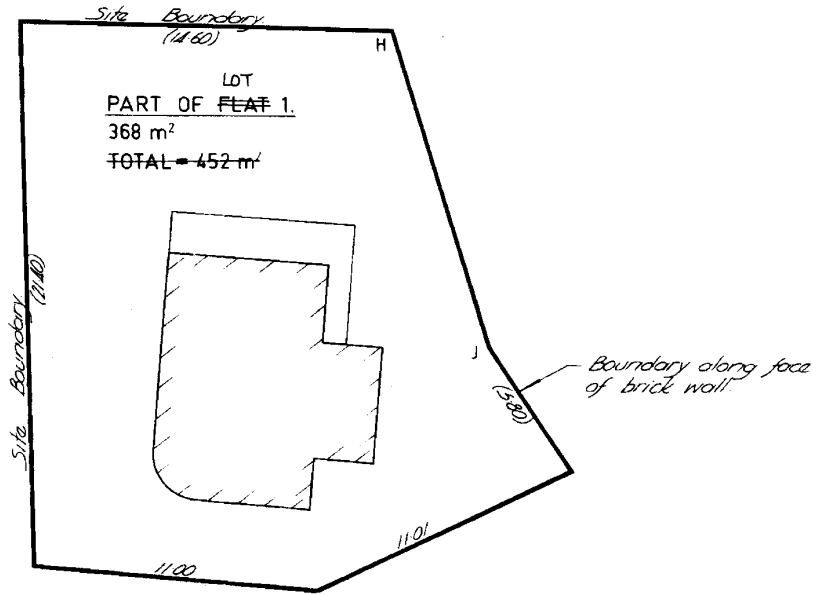 Site Boundary
(14·60)
H
LOT
PART OF FLAT 1.
368 m²
TOTAL = 452 m²
Site Boundary
(21·40)
J
Boundary along face
of brick wall.
(5·80)
11·01
11·00